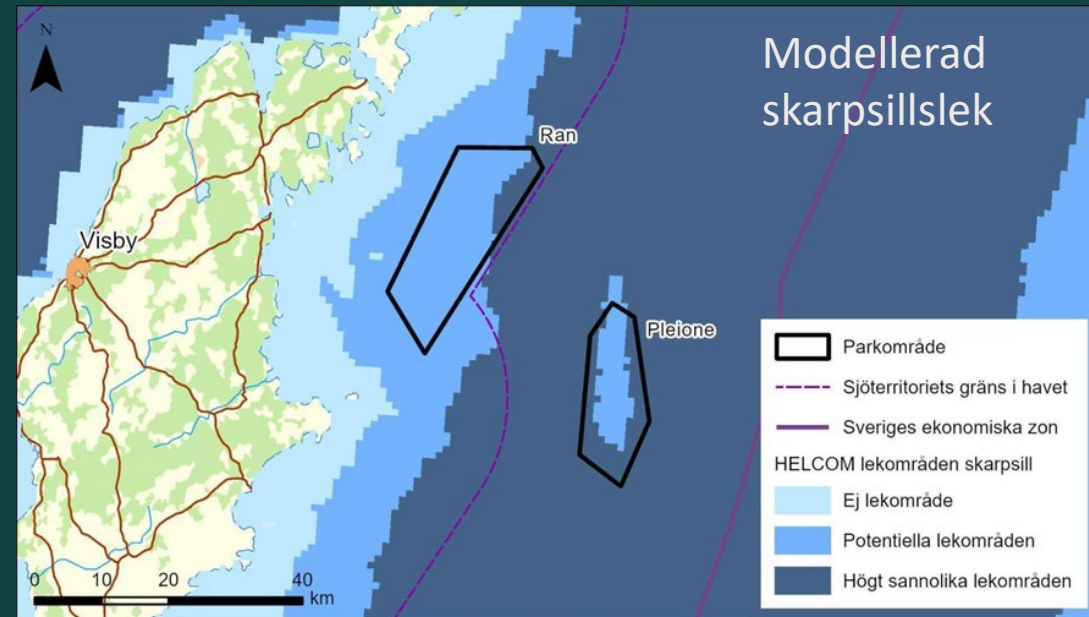 Modellerad
skarpsillslek
N
Ran
Visby
Pleione
Parkområde
Sjöterritoriets gräns i havet
Sveriges ekonomiska zon
HELCOM lekområden skarpsill
Ej lekområde
Potentiella lekområden
Högt sannolika lekområden
0 10 20 40
km